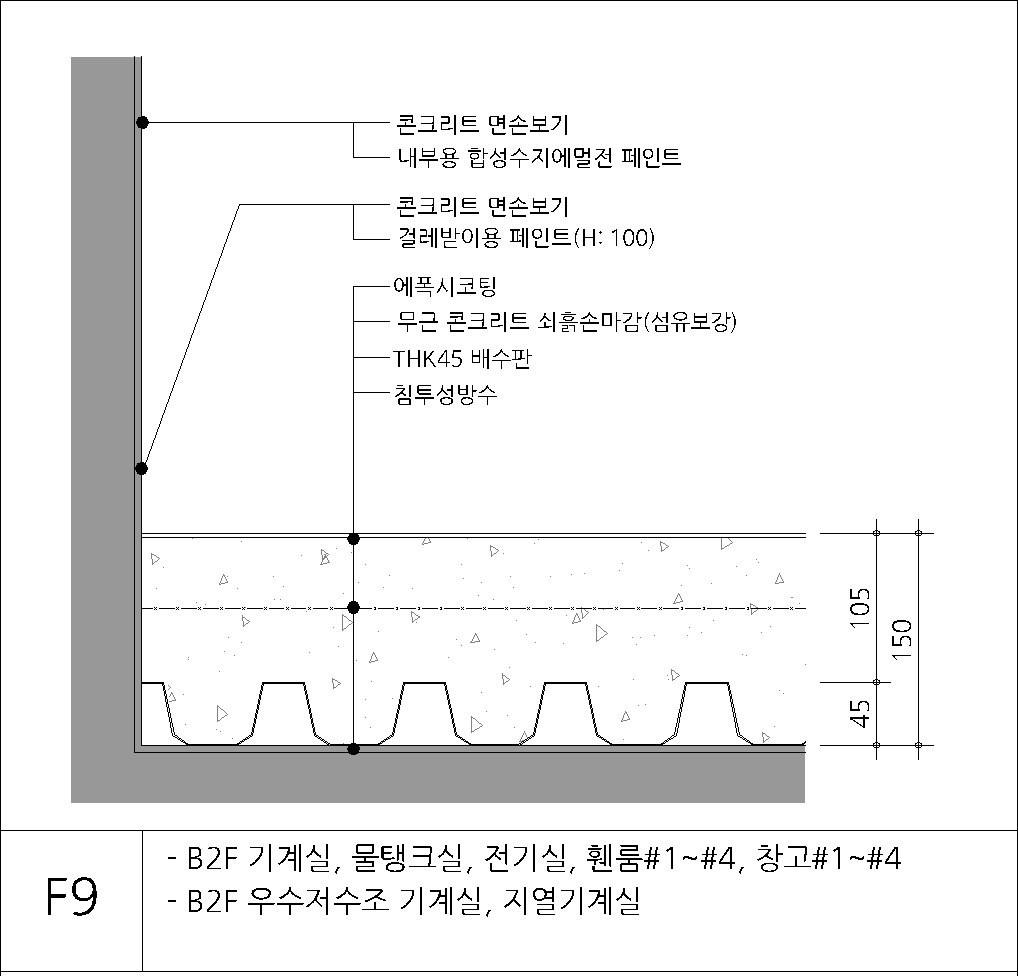 콘크리트 면손보기
내부용 합성수지에멀전 페인트
콘크리트 면손보기
걸레받이용 페인트(H: 100)
에폭시코팅
무근 콘크리트 쇠흙손마감(섬유보강)
THK45 배수판
침투성방수
105
150
45
F9
- B2F 기계실, 물탱크실, 전기실, 휀룸#1~#4, 창고#1~#4
- B2F 우수저수조 기계실, 지열기계실